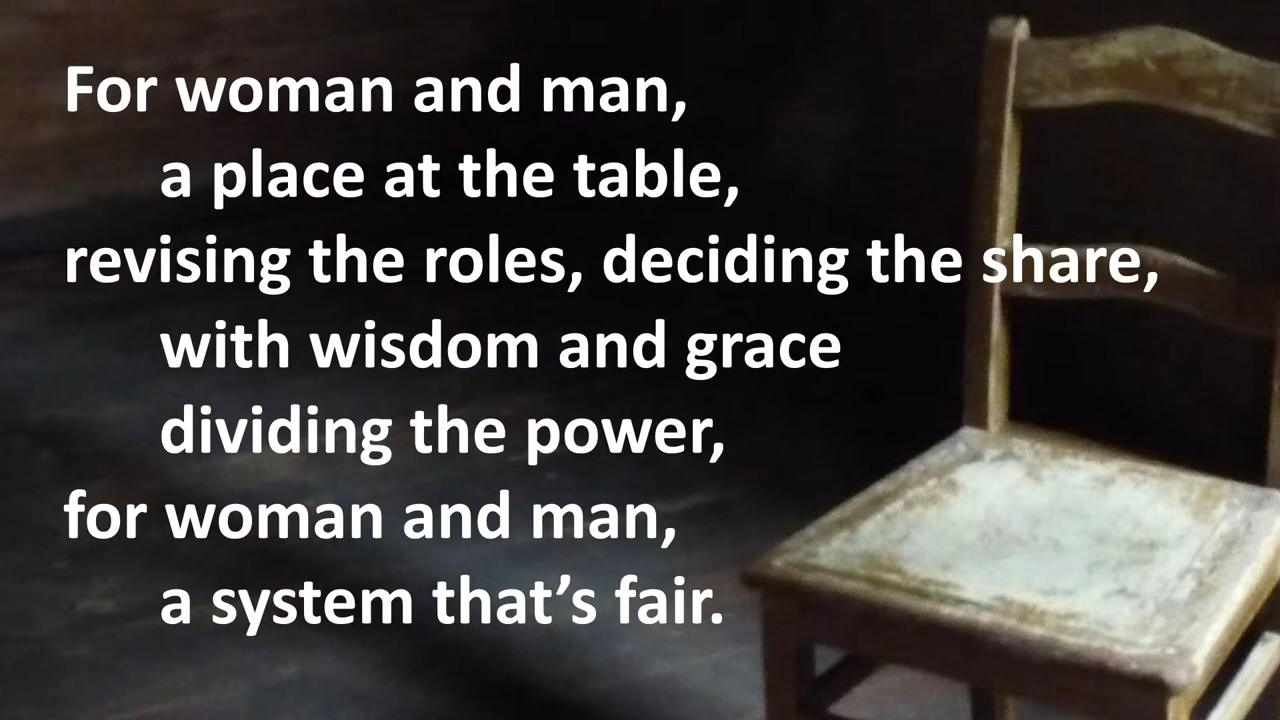 For woman and man,
a place at the table,
revising the roles, deciding the share,
with wisdom and grace
dividing the power,
for woman and man,
a system that’s fair.